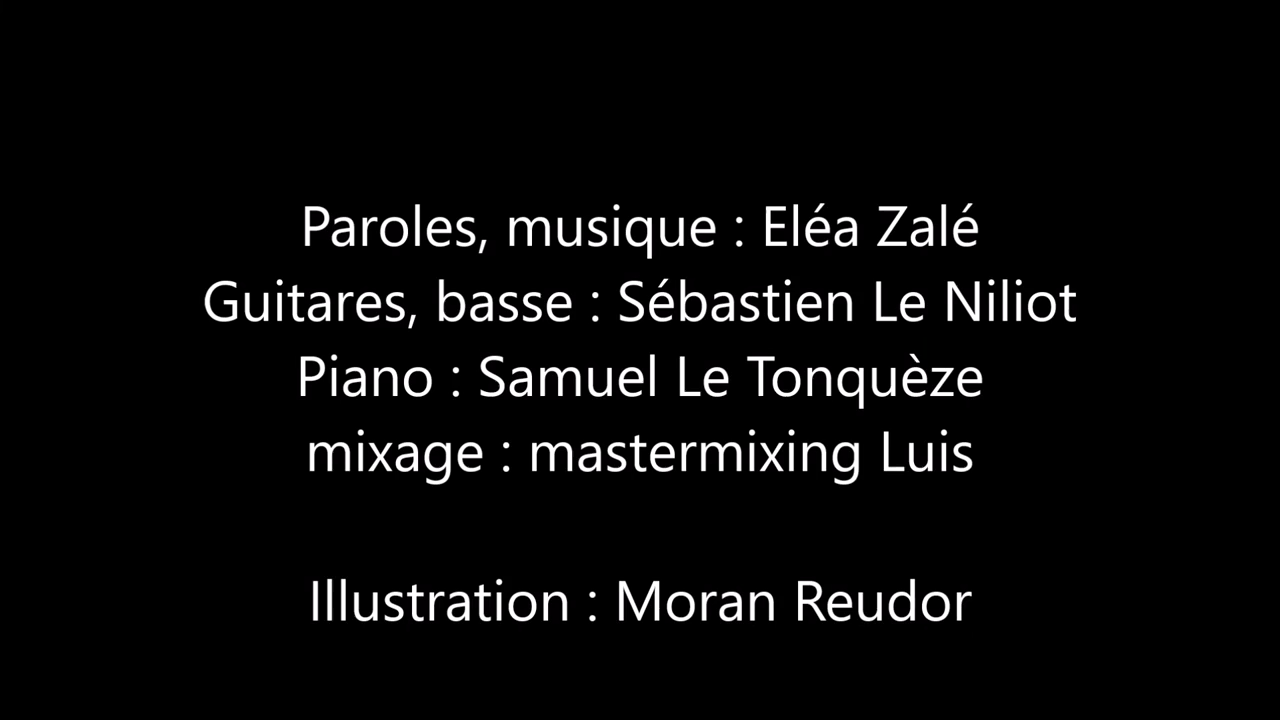 Paroles, musique : Eléa Zalé
Guitares, basse : Sébastien Le Niliot
Piano : Samuel Le Tonquèze
mixage : mastermixing Luis
Illustration : Moran Reudor